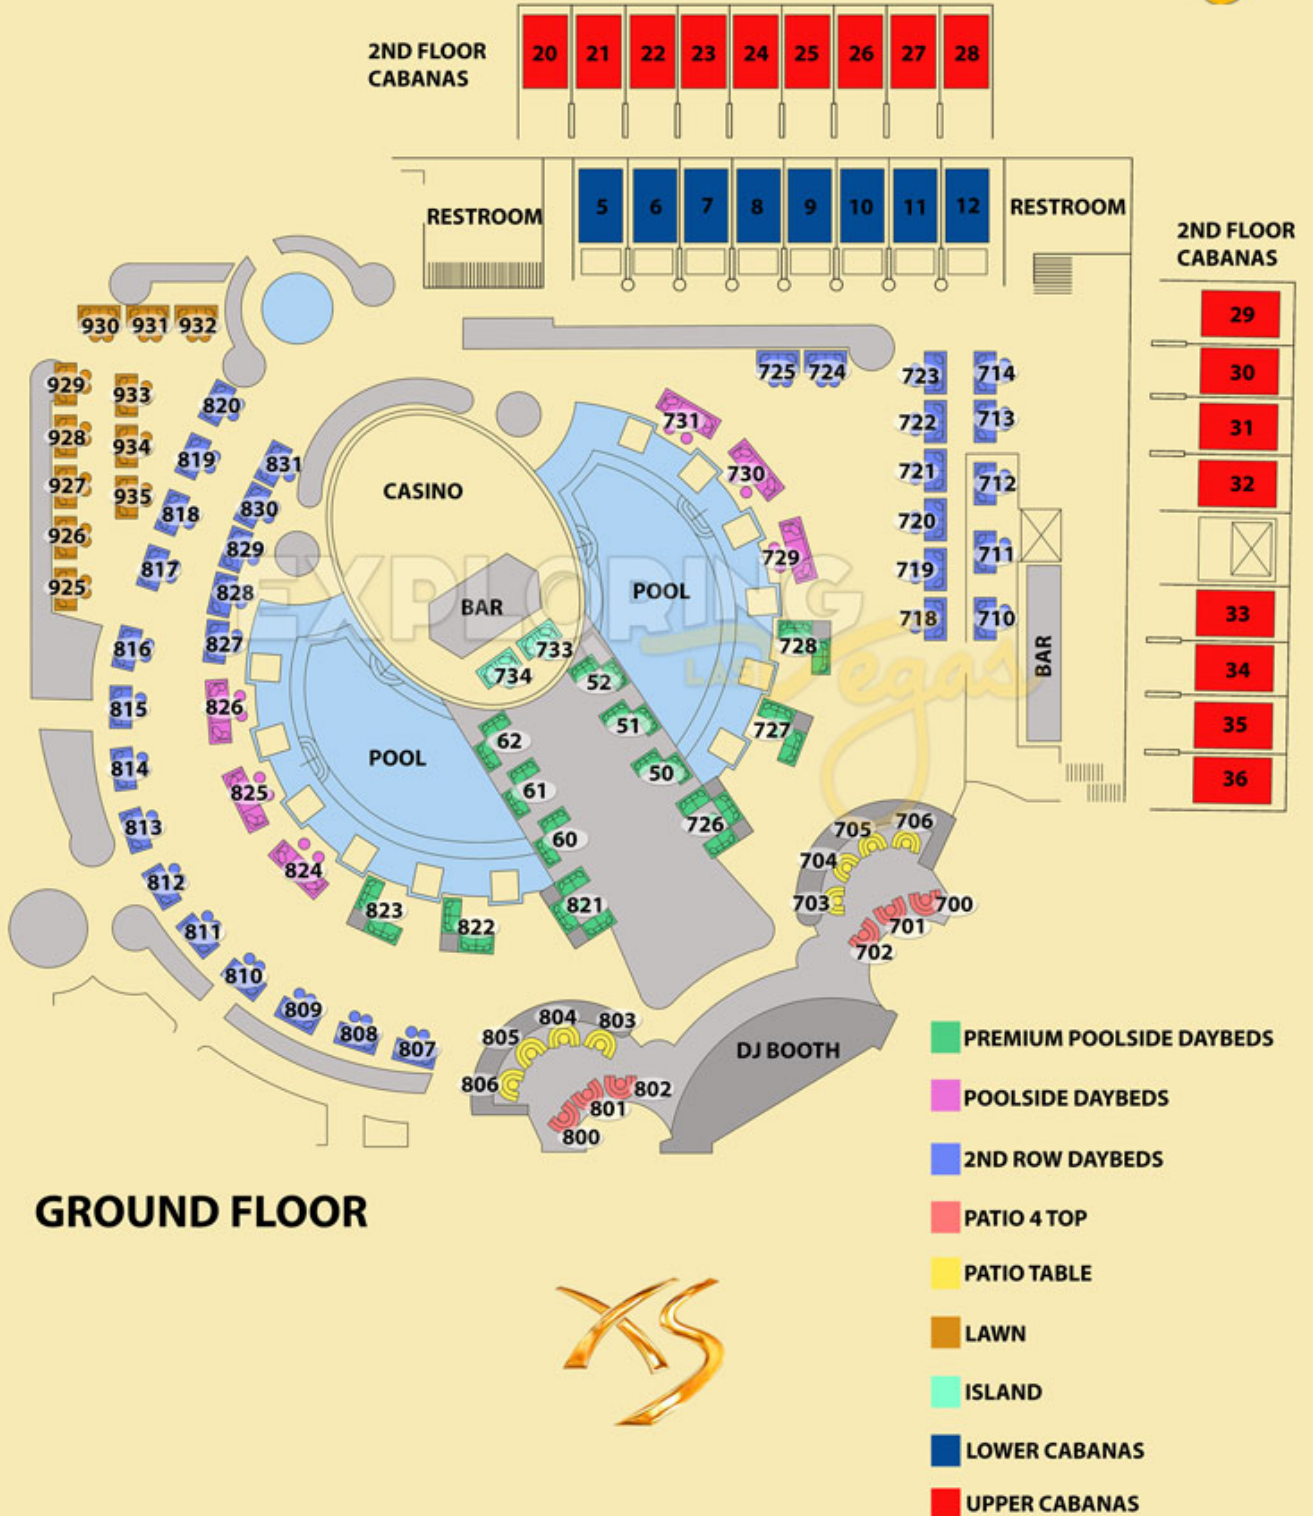 2ND FLOOR
CABANAS
20 21 22 23 24 25 26 27 28
RESTROOM
5 6 7 8 9 10 11 12
RESTROOM
2ND FLOOR
CABANAS
29
30
31
32
33
34
35
36
930 931 932
929
928
927
926
925
933
934
935
820
819
818
817
816
815
814
813
812
811
810
809
808
807
831
830
829
828
827
826
825
824
823
822
821
CASINO
BAR
733
734
POOL
POOL
52
51
50
62
61
60
726
727
728
729
730
731
725 724
723
722
721
720
719
718
714
713
712
711
710
BAR
EXPLORING
LAS Vegas
703
704
705
706
700
701
702
806
805
804
803
802
801
800
DJ BOOTH
GROUND FLOOR
XS
PREMIUM POOLSIDE DAYBEDS
POOLSIDE DAYBEDS
2ND ROW DAYBEDS
PATIO 4 TOP
PATIO TABLE
LAWN
ISLAND
LOWER CABANAS
UPPER CABANAS